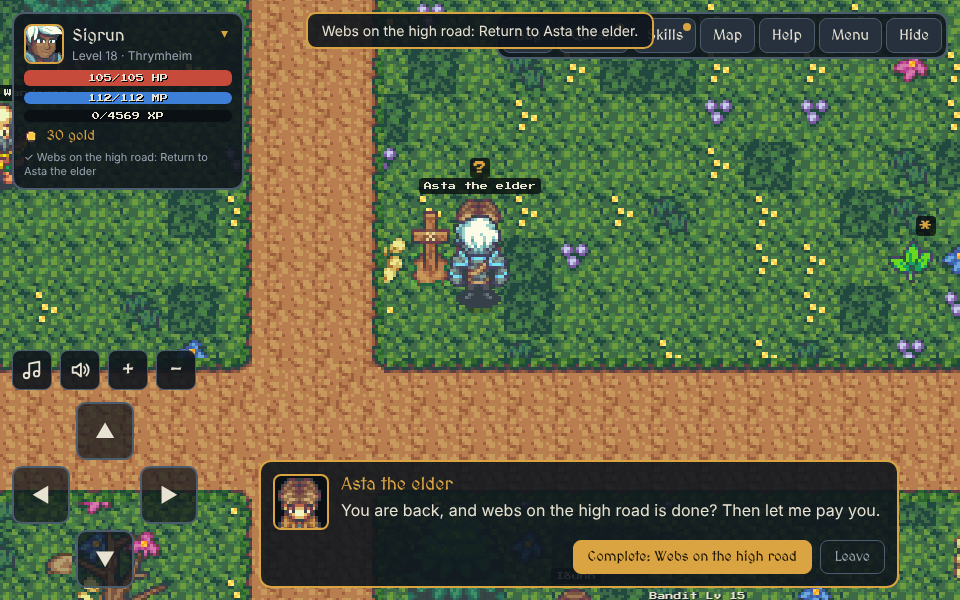 Sigrun
Level 18 · Thrymheim
105/105 HP
112/112 MP
0/4569 XP
30 gold
✓ Webs on the high road: Return to
Asta the elder
Webs on the high road: Return to Asta the elder.
Map
Help
Menu
Hide
?
Asta the elder
*
+
−
Asta the elder
You are back, and webs on the high road is done? Then let me pay you.
Complete: Webs on the high road
Leave
Bandit Lv 15